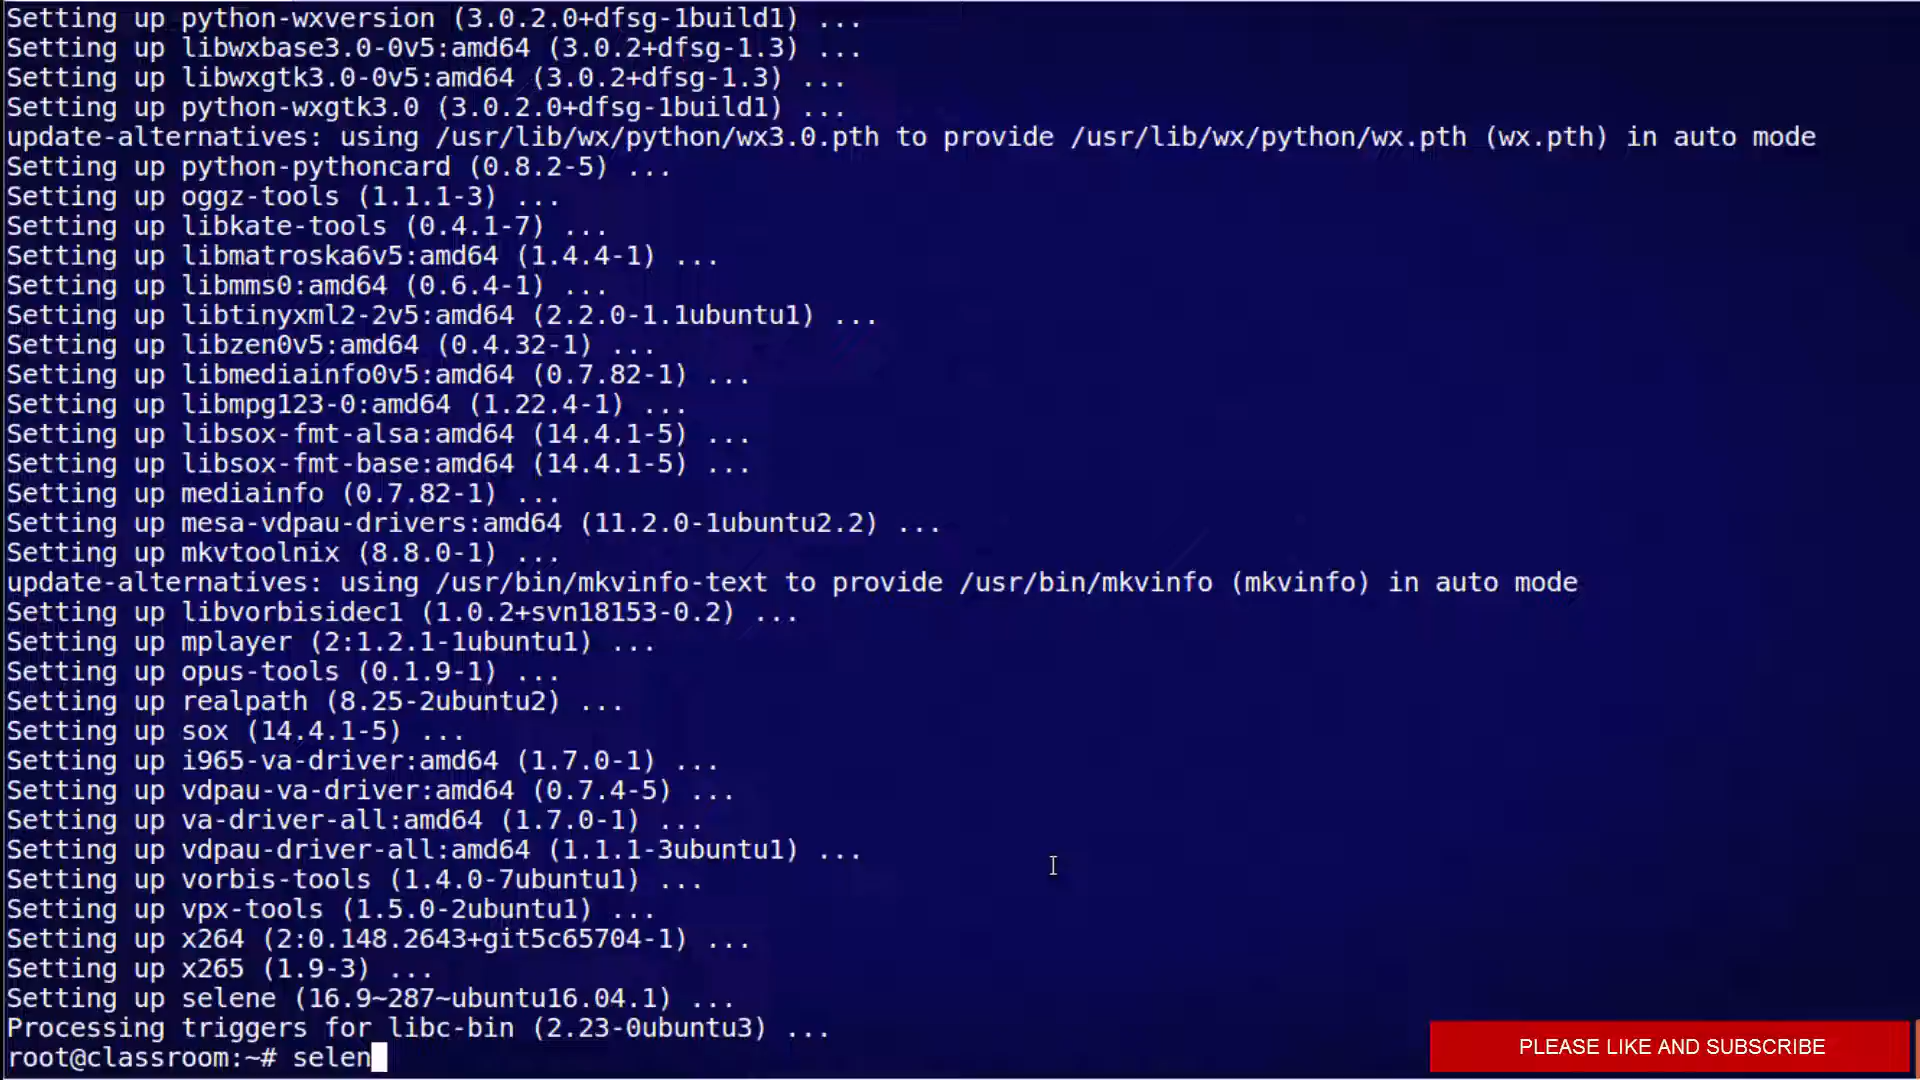 Setting up python-wxversion (3.0.2.0+dfsg-1build1) ...
Setting up libwxbase3.0-0v5:amd64 (3.0.2+dfsg-1.3) ...
Setting up libwxgtk3.0-0v5:amd64 (3.0.2+dfsg-1.3) ...
Setting up python-wxgtk3.0 (3.0.2.0+dfsg-1build1) ...
update-alternatives: using /usr/lib/wx/python/wx3.0.pth to provide /usr/lib/wx/python/wx.pth (wx.pth) in auto mode
Setting up python-pythoncard (0.8.2-5) ...
Setting up oggz-tools (1.1.1-3) ...
Setting up libkate-tools (0.4.1-7) ...
Setting up libmatroska6v5:amd64 (1.4.4-1) ...
Setting up libmms0:amd64 (0.6.4-1) ...
Setting up libtinyxml2-2v5:amd64 (2.2.0-1.1ubuntu1) ...
Setting up libzen0v5:amd64 (0.4.32-1) ...
Setting up libmediainfo0v5:amd64 (0.7.82-1) ...
Setting up libmpg123-0:amd64 (1.22.4-1) ...
Setting up libsox-fmt-alsa:amd64 (14.4.1-5) ...
Setting up libsox-fmt-base:amd64 (14.4.1-5) ...
Setting up mediainfo (0.7.82-1) ...
Setting up mesa-vdpau-drivers:amd64 (11.2.0-1ubuntu2.2) ...
Setting up mkvtoolnix (8.8.0-1) ...
update-alternatives: using /usr/bin/mkvinfo-text to provide /usr/bin/mkvinfo (mkvinfo) in auto mode
Setting up libvorbisidec1 (1.0.2+svn18153-0.2) ...
Setting up mplayer (2:1.2.1-1ubuntu1) ...
Setting up opus-tools (0.1.9-1) ...
Setting up realpath (8.25-2ubuntu2) ...
Setting up sox (14.4.1-5) ...
Setting up i965-va-driver:amd64 (1.7.0-1) ...
Setting up vdpau-va-driver:amd64 (0.7.4-5) ...
Setting up va-driver-all:amd64 (1.7.0-1) ...
Setting up vdpau-driver-all:amd64 (1.1.1-3ubuntu1) ...
Setting up vorbis-tools (1.4.0-7ubuntu1) ...
Setting up vpx-tools (1.5.0-2ubuntu1) ...
Setting up x264 (2:0.148.2643+git5c65704-1) ...
Setting up x265 (1.9-3) ...
Setting up selene (16.9~287~ubuntu16.04.1) ...
Processing triggers for libc-bin (2.23-0ubuntu3) ...
root@classroom:~# selen
PLEASE LIKE AND SUBSCRIBE